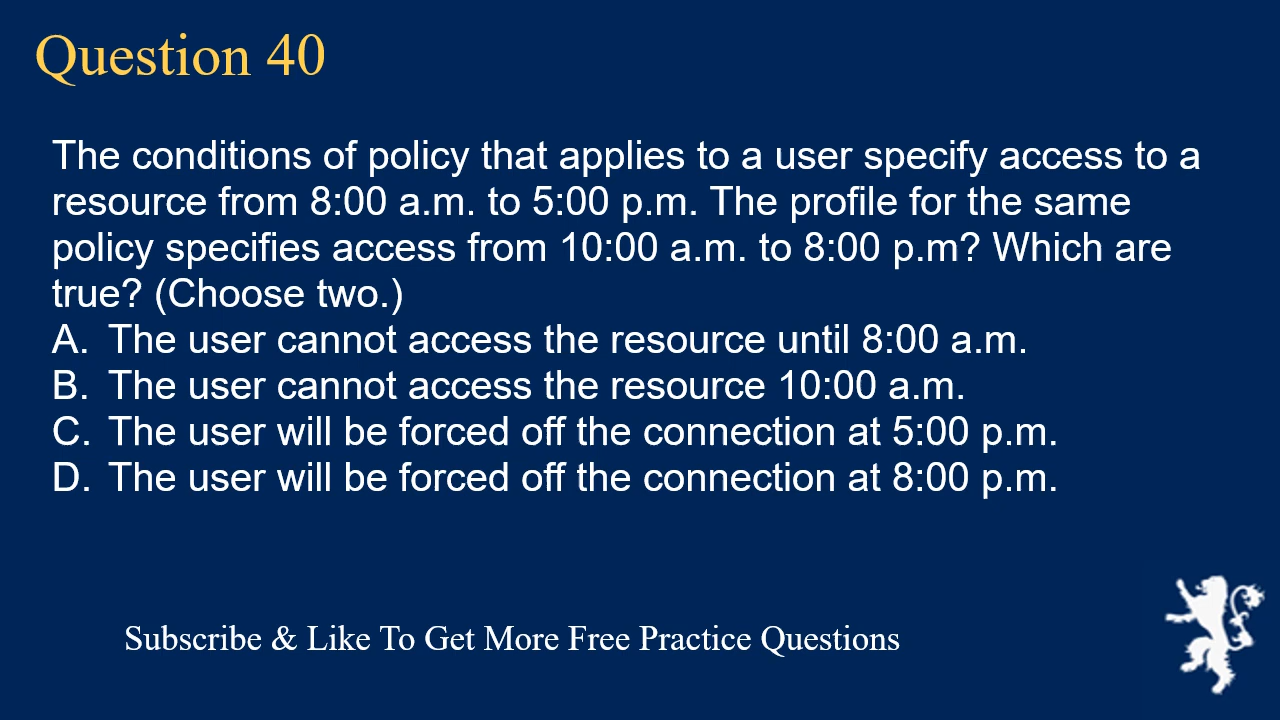 Question 40
The conditions of policy that applies to a user specify access to a
resource from 8:00 a.m. to 5:00 p.m. The profile for the same
policy specifies access from 10:00 a.m. to 8:00 p.m? Which are
true? (Choose two.)
A. The user cannot access the resource until 8:00 a.m.
B. The user cannot access the resource 10:00 a.m.
C. The user will be forced off the connection at 5:00 p.m.
D. The user will be forced off the connection at 8:00 p.m.
Subscribe & Like To Get More Free Practice Questions